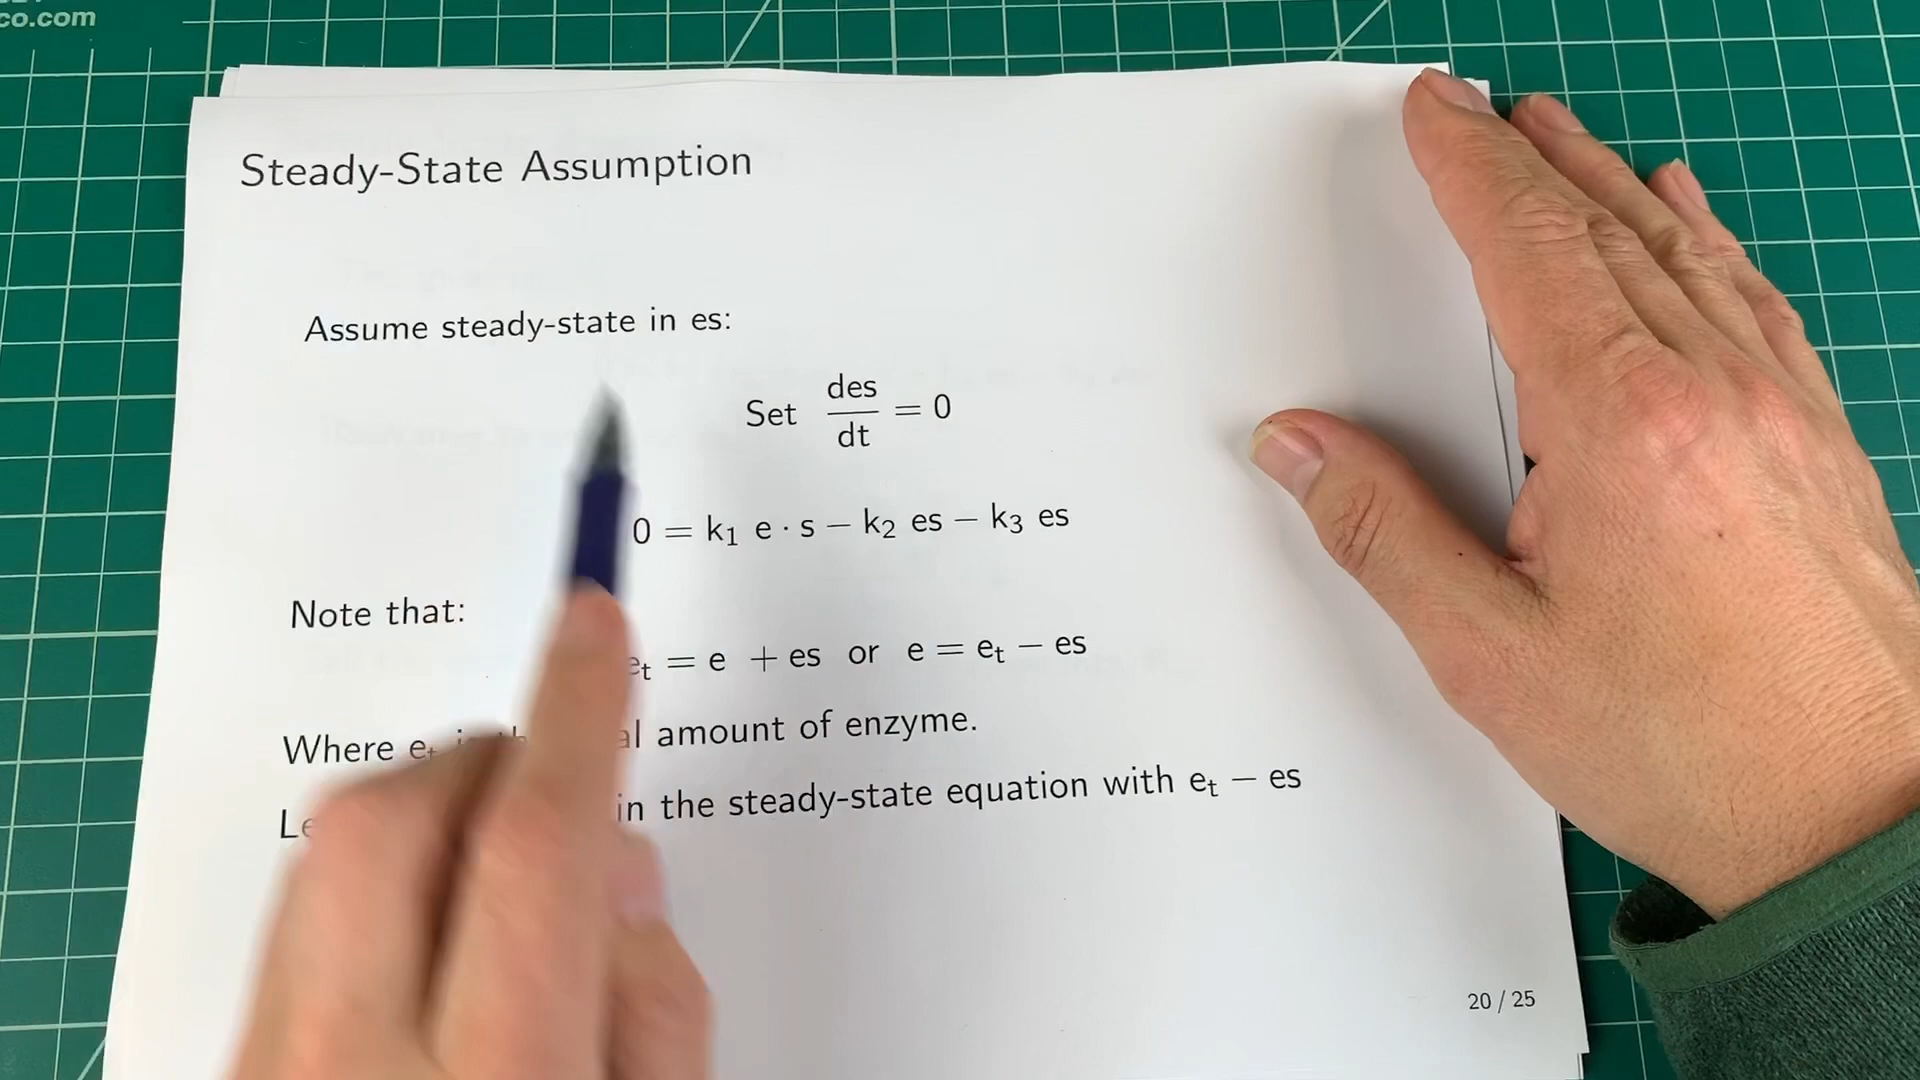 co.com
Steady-State Assumption
Assume steady-state in es:
Set des/dt = 0
0 = k₁ e · s − k₂ es − k₃ es
Note that:
eₜ = e + es or e = eₜ − es
Where eₜ amount of enzyme.
in the steady-state equation with eₜ − es
20 / 25